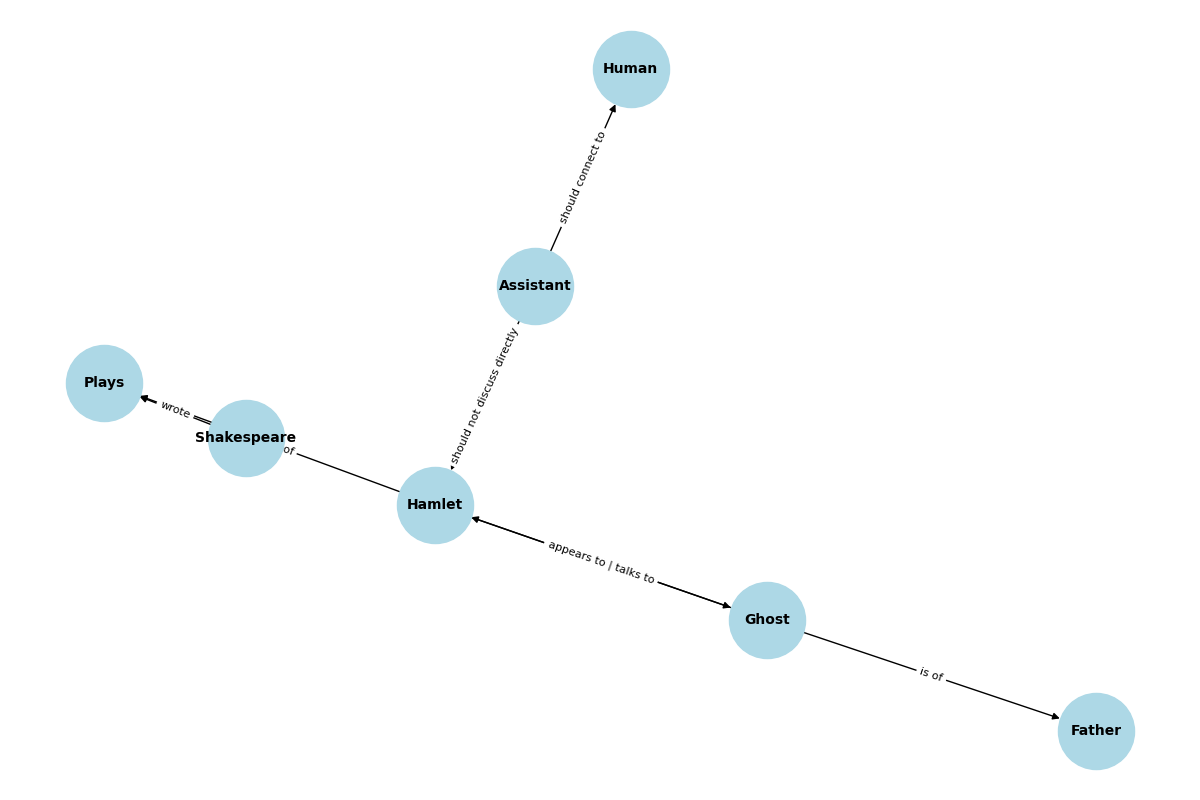 Human
should connect to
Assistant
should not discuss directly
Plays
wrote
Shakespeare
of
Hamlet
appears to | talks to
Ghost
is of
Father